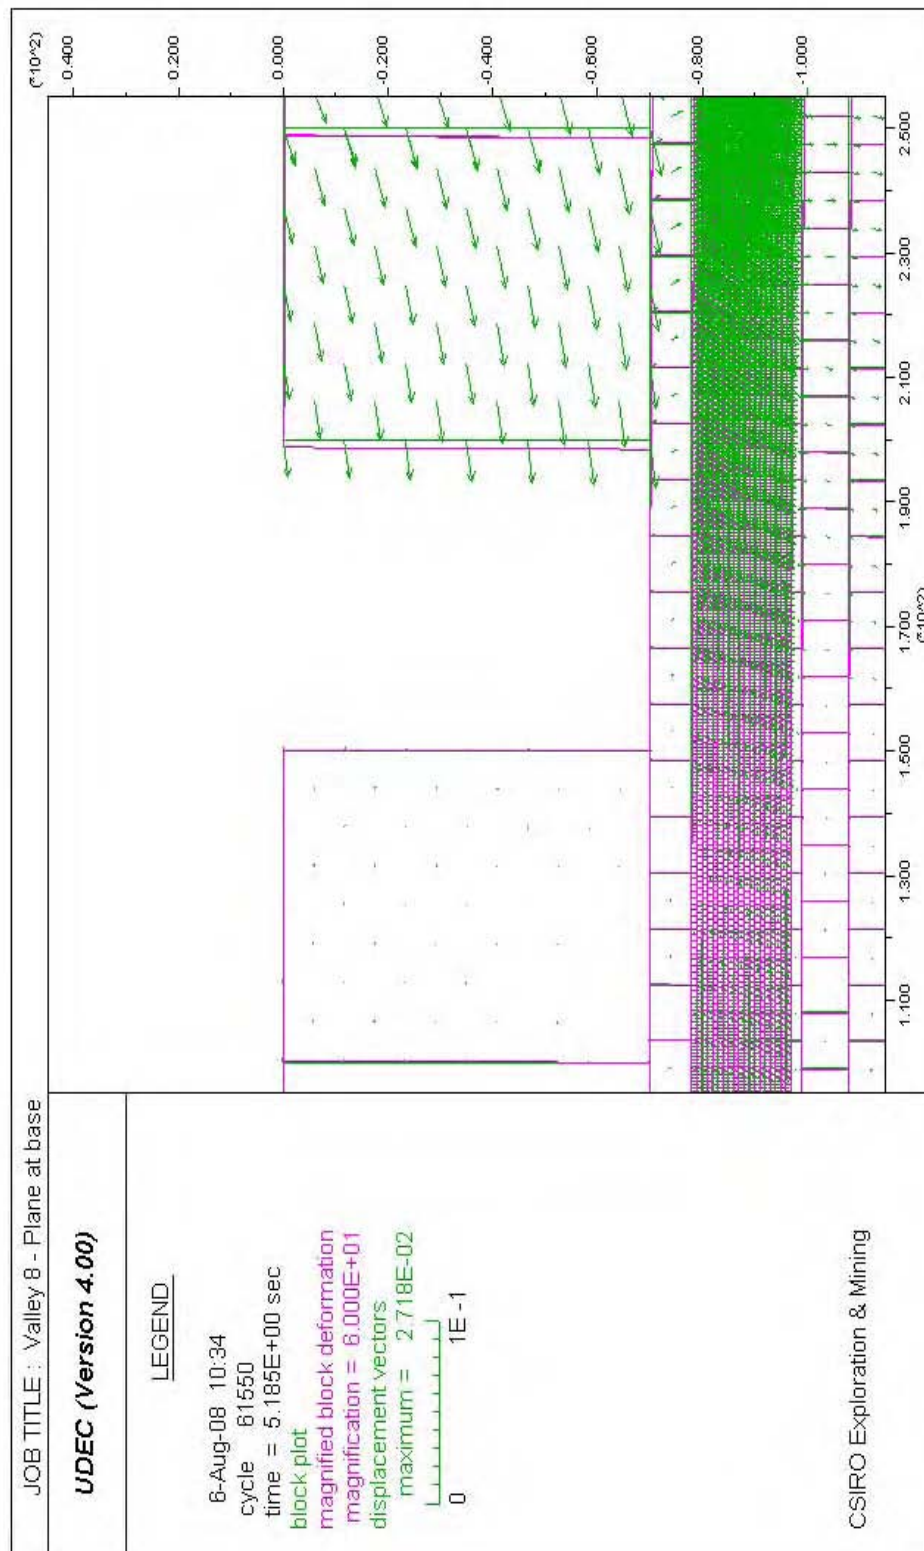 JOB TITLE : Valley 8 - Plane at base
UDEC (Version 4.00)
LEGEND
6-Aug-08 10:34
cycle 61550
time = 5.185E+00 sec
block plot
magnified block deformation
magnification = 6.000E+01
displacement vectors
maximum = 2.718E-02
0 1E -1
CSIRO Exploration & Mining
(*10^2)
0.400
0.200
0.000
-0.200
-0.400
-0.600
-0.800
-1.000
1.100 1.300 1.500 1.700 1.900 2.100 2.300 2.500
(*10^2)